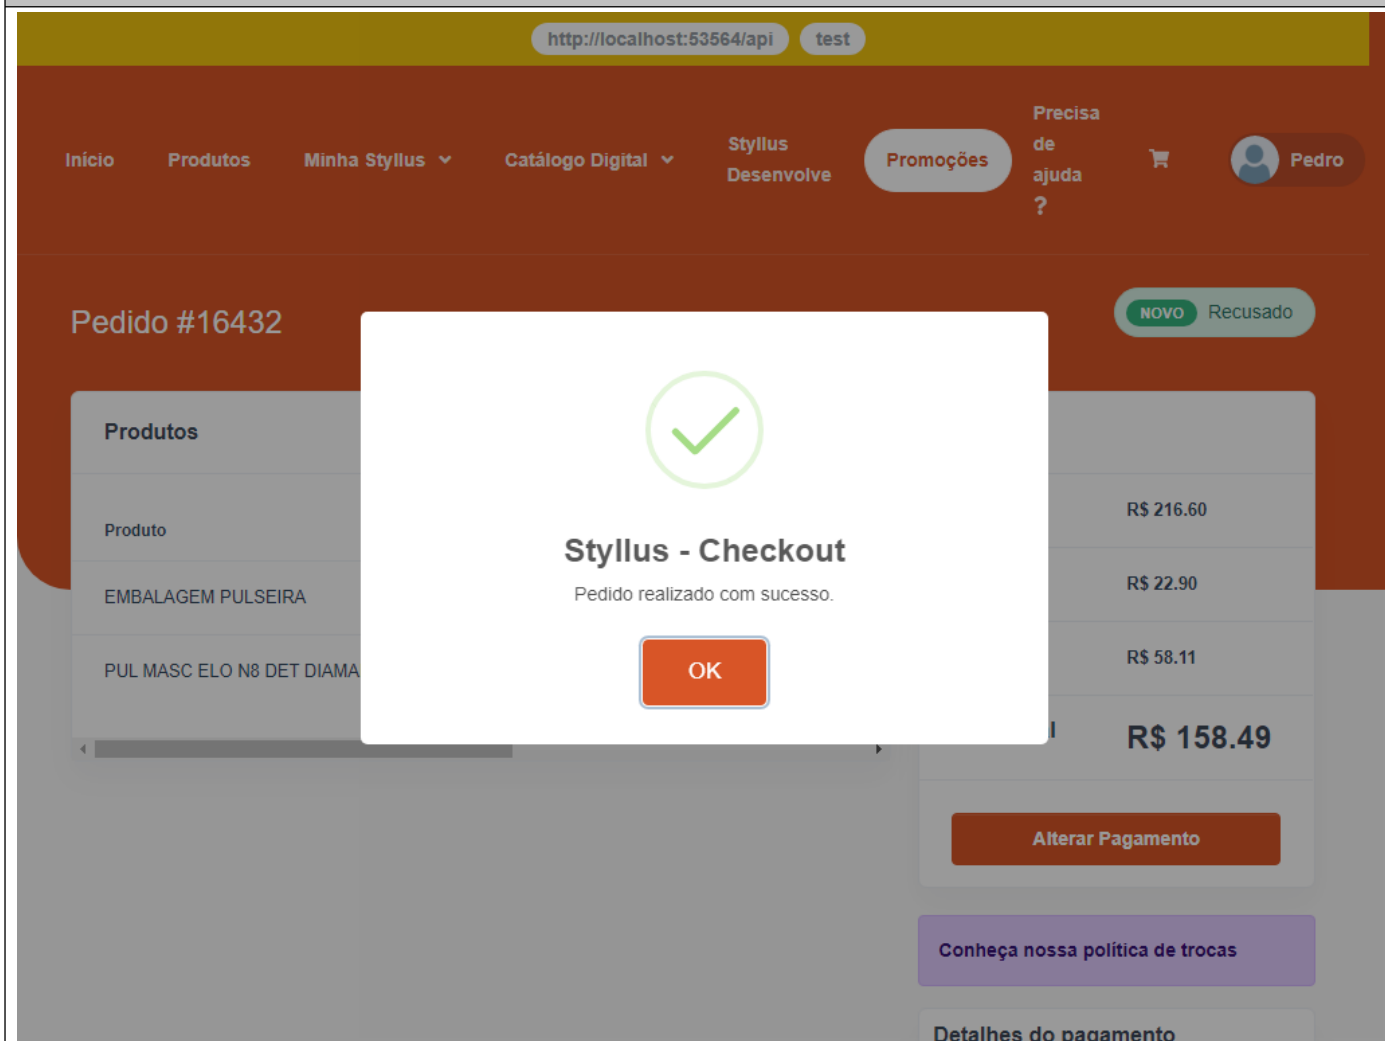 http://localhost:53564/api test
Início Produtos Minha Styllus Catálogo Digital Styllus Desenvolve Promoções Precisa de ajuda ? Pedro
Pedido #16432
NOVO Recusado
Produtos
Produto
EMBALAGEM PULSEIRA
PUL MASC ELO N8 DET DIAMA
Styllus - Checkout
Pedido realizado com sucesso.
OK
R$ 216.60
R$ 22.90
R$ 58.11
l R$ 158.49
Alterar Pagamento
Conheça nossa política de trocas
Detalhes do pagamento